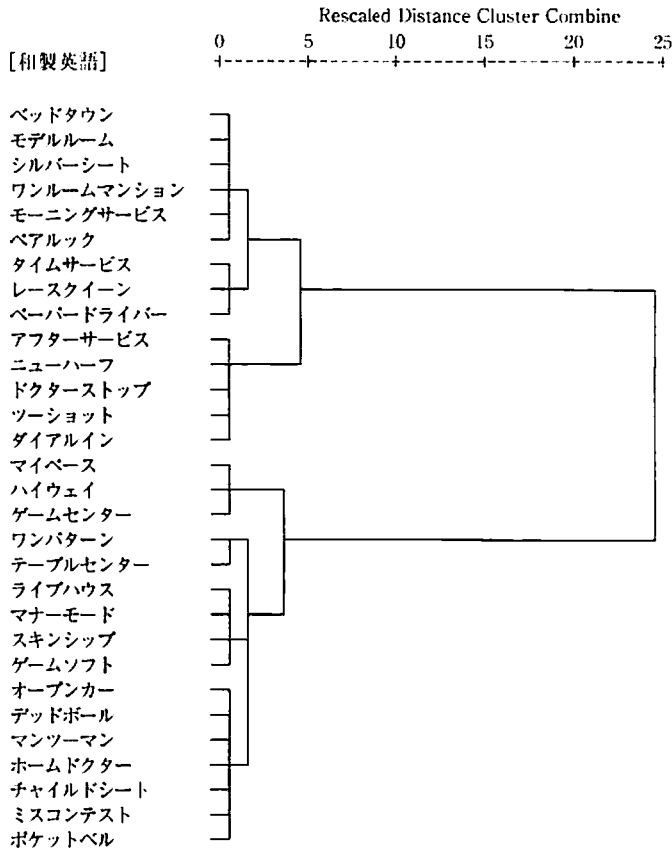 Rescaled Distance Cluster Combine
0 5 10 15 20 25
[和製英語]
ベッドタウン
モデルルーム
シルバーシート
ワンルームマンション
モーニングサービス
ペアルック
タイムサービス
レースクイーン
ペーパードライバー
アフターサービス
ニューハーフ
ドクターストップ
ツーショット
ダイアルイン
マイペース
ハイウェイ
ゲームセンター
ワンパターン
テーブルセンター
ライブハウス
マナーモード
スキンシップ
ゲームソフト
オープンカー
デッドボール
マンツーマン
ホームドクター
チャイルドシート
ミスコンテスト
ポケットベル